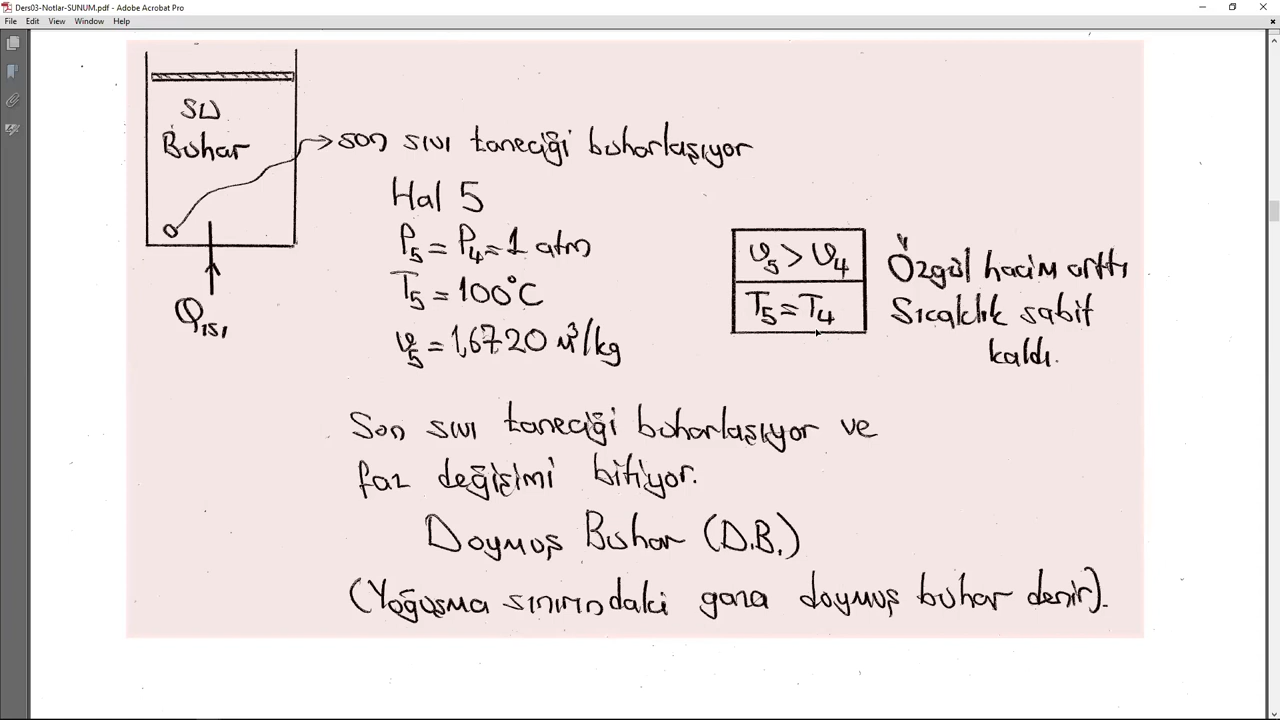 Ders03-Notlar-SUNUM.pdf - Adobe Acrobat Pro
File Edit View Window Help
SU
Buhar
son sıvı taneciği buharlaşıyor
Hal 5
P₅ = P₄ = 1 atm
T₅ = 100°C
υ₅ = 1,6720 m³/kg
Qısı
υ₅ > υ₄
T₅ = T₄
Özgül hacim arttı
Sıcaklık sabit
kaldı.
Son sıvı taneciği buharlaşıyor ve
faz değişimi bitiyor.
Doymuş Buhar (D.B.)
(Yoğuşma sınırındaki gaza doymuş buhar denir).